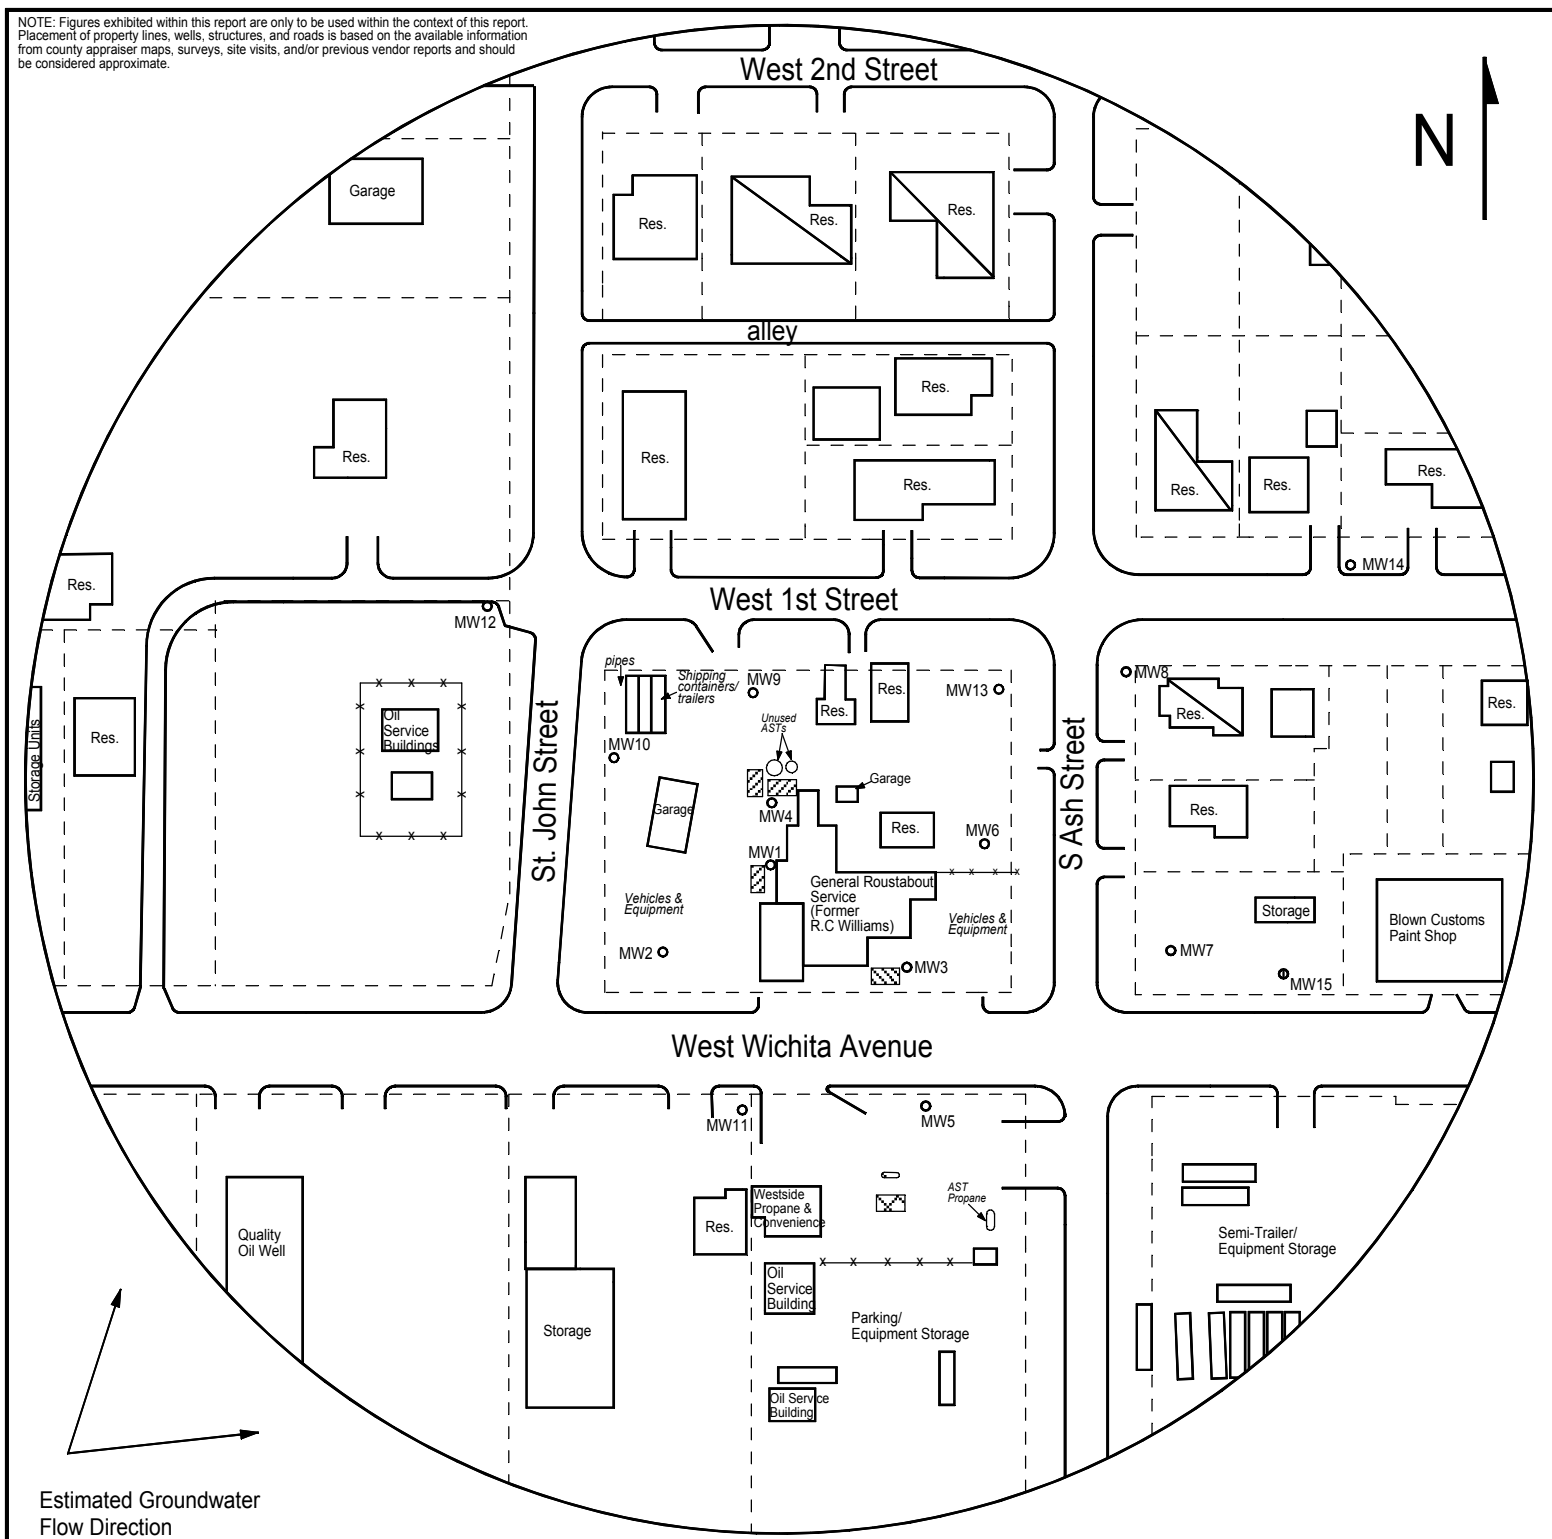 NOTE: Figures exhibited within this report are only to be used within the context of this report.
Placement of property lines, wells, structures, and roads is based on the available information
from county appraiser maps, surveys, site visits, and/or previous vendor reports and should
be considered approximate.
West 2nd Street
N
Garage
Res.
Res.
Res.
alley
Res.
Res.
Res.
Res.
Res.
Res.
Res.
Res.
MW14
West 1st Street
MW12
pipes
Shipping
containers/
trailers
MW9
Res.
Res.
MW13
MW8
Res.
Res.
Storage Units
Res.
Oil
Service
Buildings
St. John Street
MW10
Unused
ASTs
Garage
Garage
MW4
Res.
MW6
S Ash Street
Res.
MW1
General Roustabout
Service
(Former
R.C Williams)
Vehicles &
Equipment
Vehicles &
Equipment
Storage
Blown Customs
Paint Shop
MW2
MW3
MW7
MW15
West Wichita Avenue
MW11
MW5
Quality
Oil Well
Res.
Westside
Propane &
Convenience
AST
Propane
Semi-Trailer/
Equipment Storage
Oil
Service
Building
Storage
Parking/
Equipment Storage
Oil Service
Building
Estimated Groundwater
Flow Direction
x x x
x x
x x
x x
x x x
x x x x
x x x x x